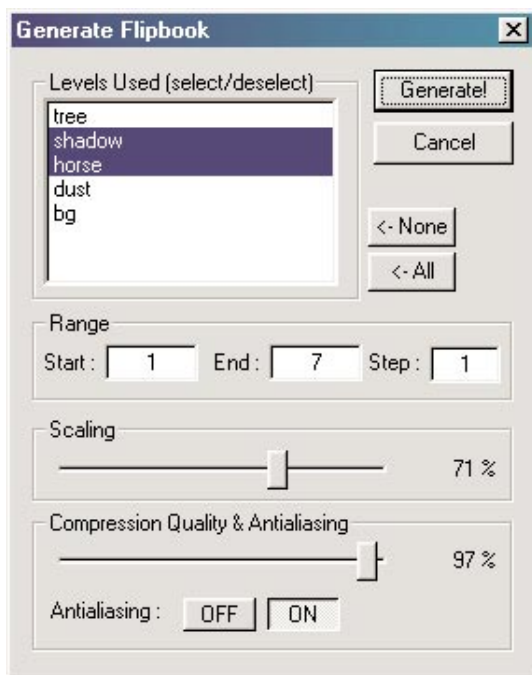 Generate Flipbook
Levels Used (select/deselect)
tree
shadow
horse
dust
bg
Generate!
Cancel
<- None
<- All
Range
Start : 1 End : 7 Step : 1
Scaling
71 %
Compression Quality & Antialiasing
97 %
Antialiasing : OFF ON